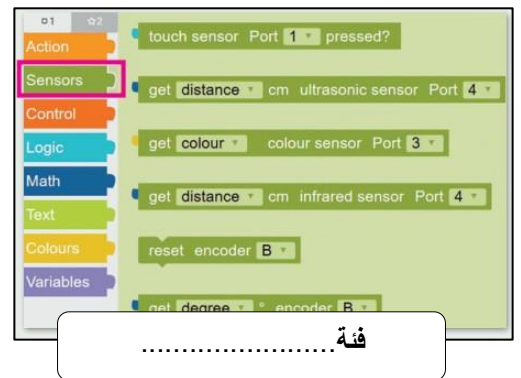 1 2
Action
Sensors
Control
Logic
Math
Text
Colours
Variables
touch sensor Port 1 pressed?
get distance cm ultrasonic sensor Port 4
get colour colour sensor Port 3
get distance cm infrared sensor Port 4
reset encoder B
get degree ° encoder B
فئة.......................